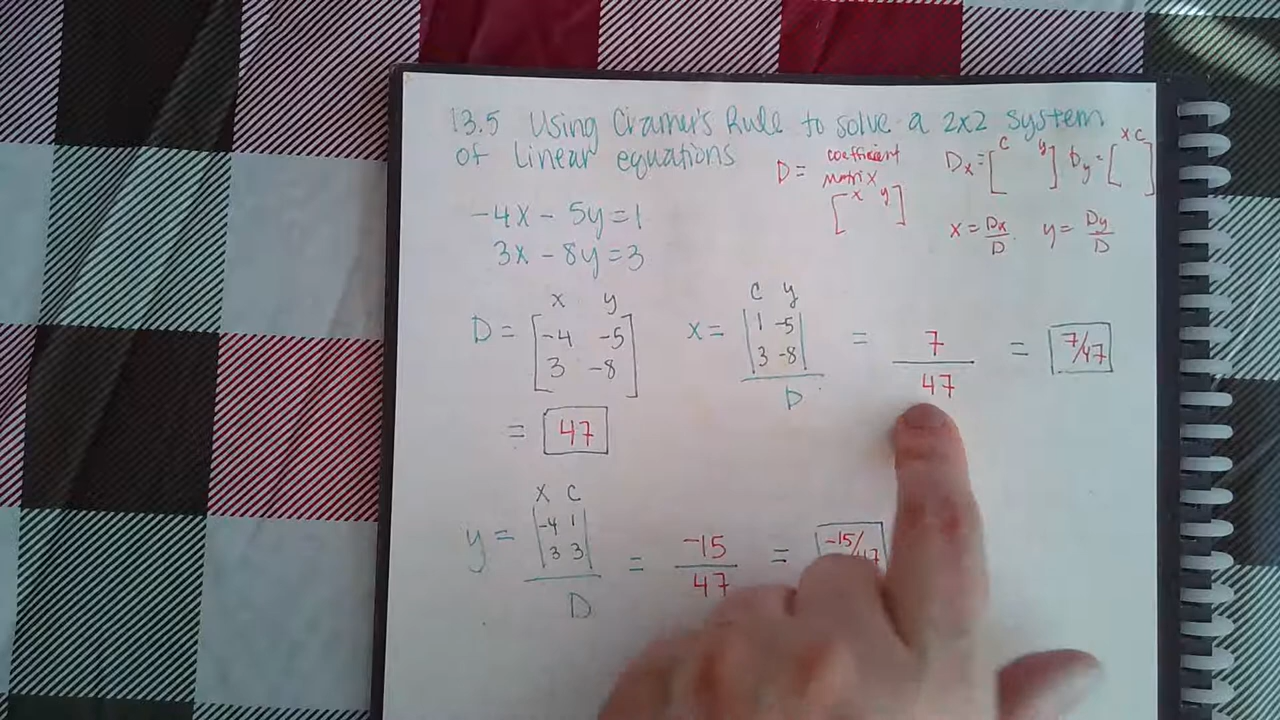 13.5 Using Cramer's Rule to solve a 2x2 system
of linear equations
D = coefficient
matrix
[x y]
Dx = [c y] Dy = [x c]
x = Dx/D y = Dy/D
-4x - 5y = 1
3x - 8y = 3
x y
D = [-4 -5
3 -8]
= 47
c y
x = |1 -5|
|3 -8|
D
= 7/47 = 7/47
x c
y = |-4 1|
|3 3|
D
= -15/47 = -15/47